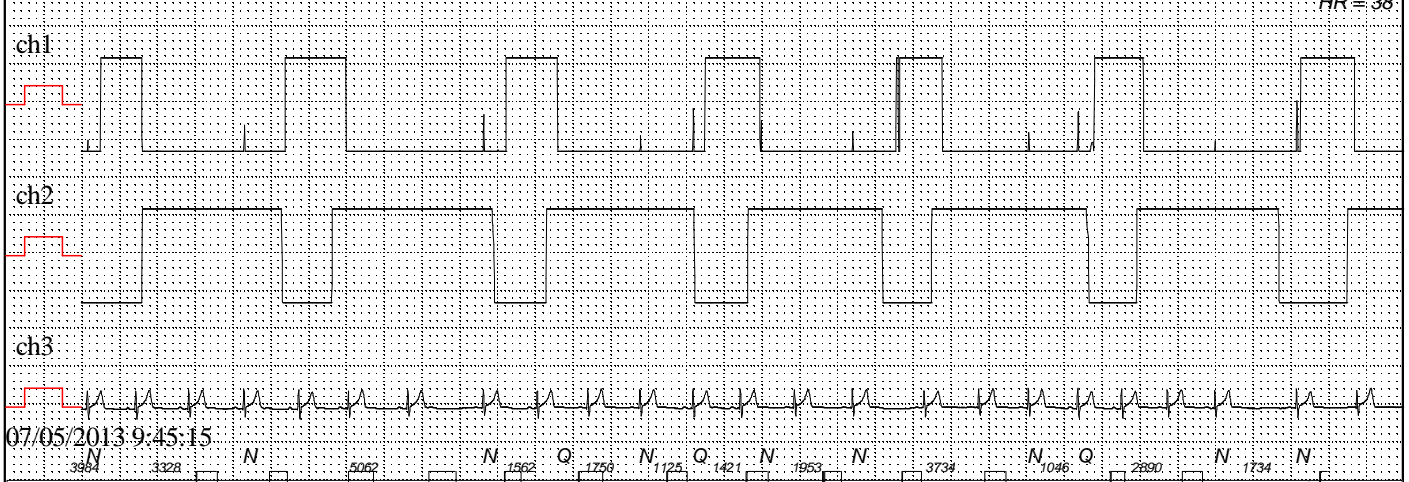 HR = 38
ch1
ch2
ch3
07/05/2013 9:45:15
N N N Q N Q N N N Q N N
3984 3328 5062 1562 1750 1125 1421 1953 3734 1046 2890 1734